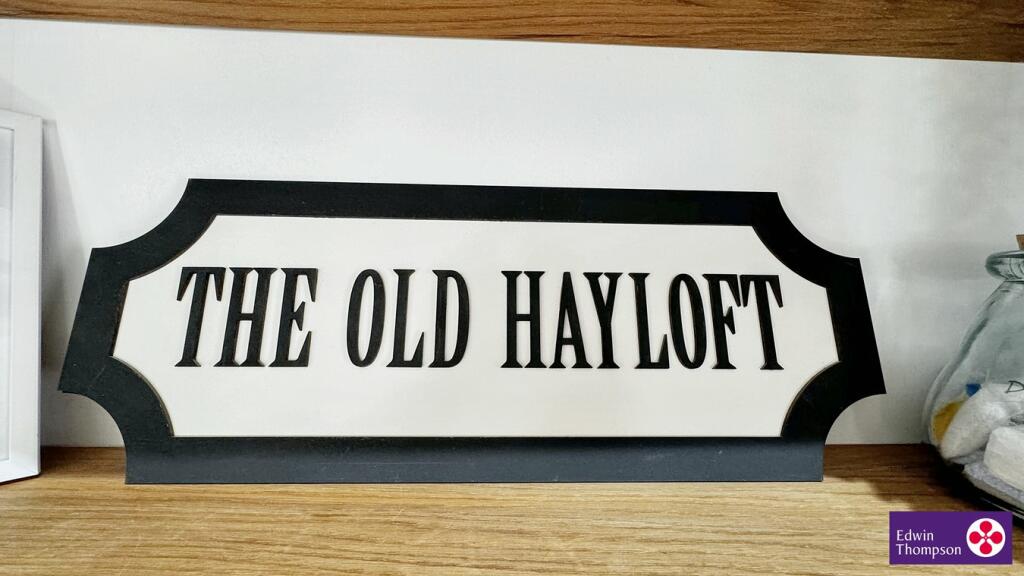 THE OLD HAYLOFT
D
Edwin
Thompson